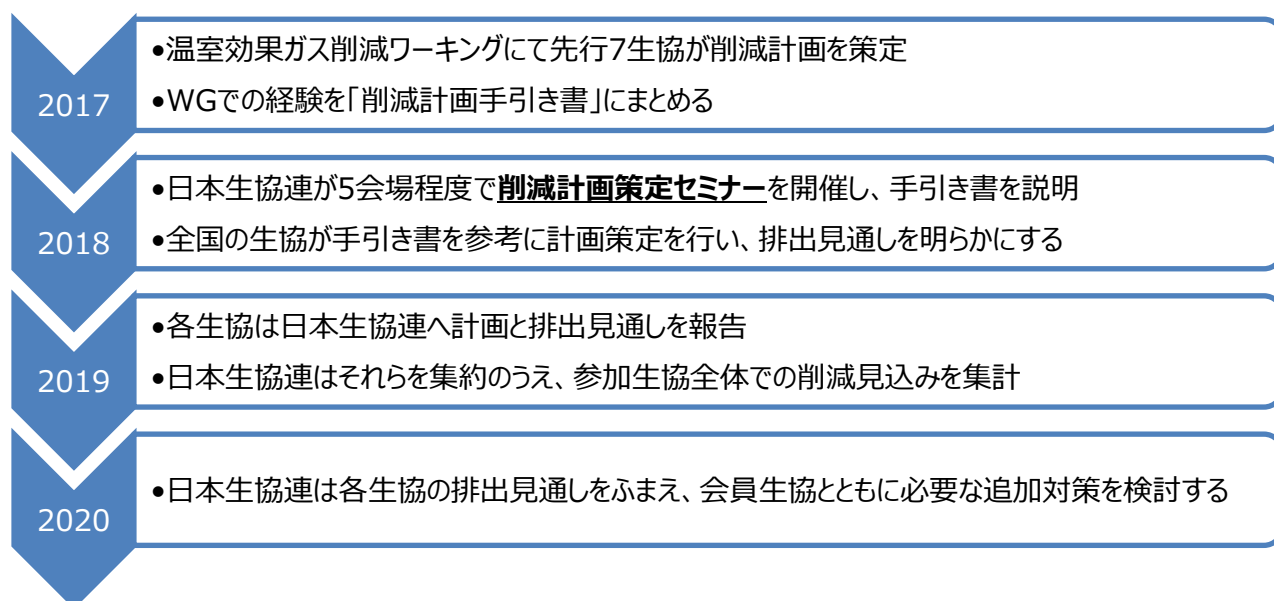 2017
•温室効果ガス削減ワーキングにて先行7生協が削減計画を策定
•WGでの経験を「削減計画手引き書」にまとめる
2018
•日本生協連が5会場程度で削減計画策定セミナーを開催し、手引き書を説明
•全国の生協が手引き書を参考に計画策定を行い、排出見通しを明らかにする
2019
•各生協は日本生協連へ計画と排出見通しを報告
•日本生協連はそれらを集約のうえ、参加生協全体での削減見込みを集計
2020
•日本生協連は各生協の排出見通しをふまえ、会員生協とともに必要な追加対策を検討する